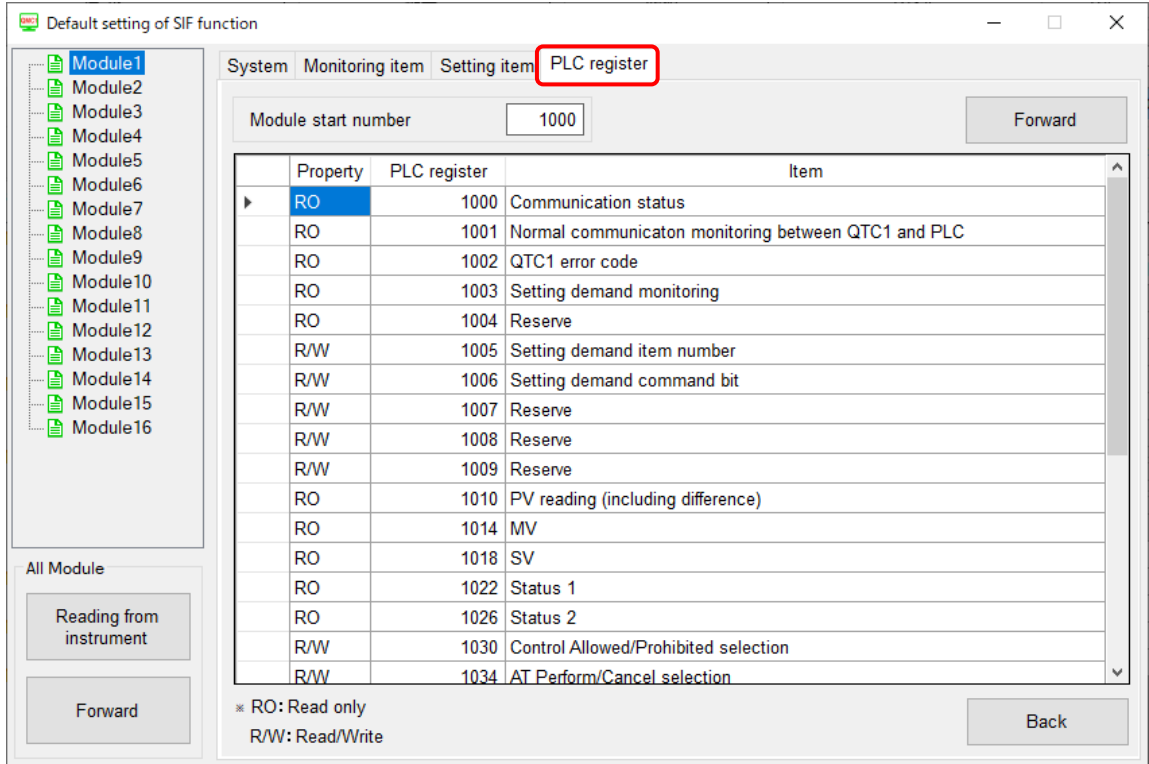 QMC1 Default setting of SIF function
Module1
Module2
Module3
Module4
Module5
Module6
Module7
Module8
Module9
Module10
Module11
Module12
Module13
Module14
Module15
Module16
All Module
Reading from
instrument
Forward
System Monitoring item Setting item PLC register
Module start number 1000 Forward
Property PLC register Item
RO 1000 Communication status
RO 1001 Normal communicaton monitoring between QTC1 and PLC
RO 1002 QTC1 error code
RO 1003 Setting demand monitoring
RO 1004 Reserve
R/W 1005 Setting demand item number
R/W 1006 Setting demand command bit
R/W 1007 Reserve
R/W 1008 Reserve
R/W 1009 Reserve
RO 1010 PV reading (including difference)
RO 1014 MV
RO 1018 SV
RO 1022 Status 1
RO 1026 Status 2
R/W 1030 Control Allowed/Prohibited selection
R/W 1034 AT Perform/Cancel selection
※ RO: Read only
R/W: Read/Write
Back